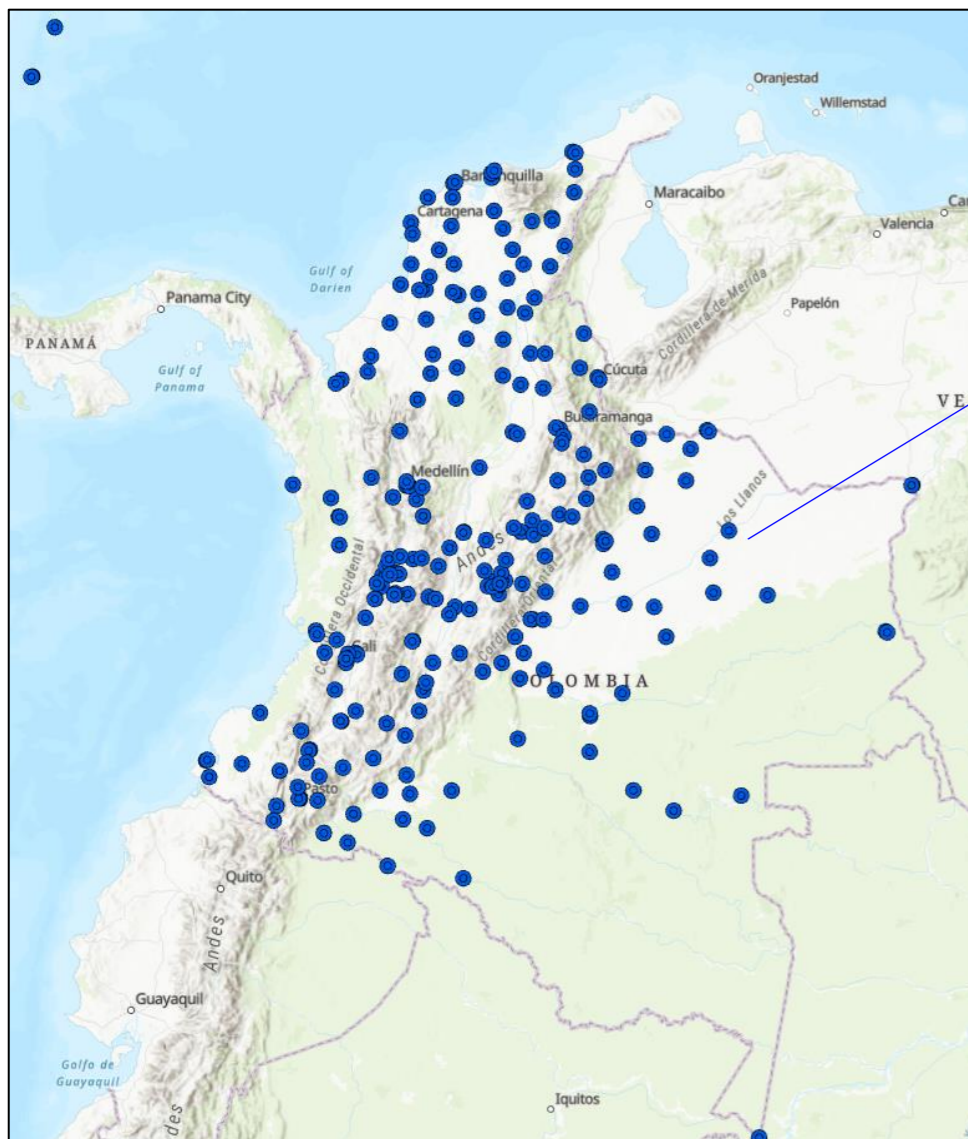 Oranjestad
Willemstad
Barranquilla
Maracaibo
Cartagena
Valencia
Gulf of
Darien
Panama City
Cordillera de Merida
Papelón
PANAMÁ
Gulf of
Panama
Cúcuta
Bucaramanga
Medellín
Los Llanos
Andes
Cordillera Occidental
Cordillera Oriental
Cali
COLOMBIA
Pasto
Quito
Andes
Guayaquil
Golfo de
Guayaquil
Iquitos